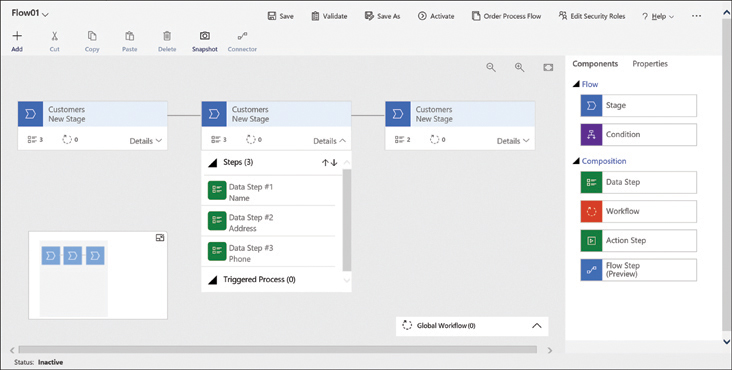 Flow01
Save Validate Save As Activate Order Process Flow Edit Security Roles ? Help ...
Add Cut Copy Paste Delete Snapshot Connector
Components Properties
Flow
Stage
Condition
Composition
Data Step
Workflow
Action Step
Flow Step
(Preview)
Customers
New Stage
3 0 Details
Customers
New Stage
3 0 Details
Steps (3)
Data Step #1
Name
Data Step #2
Address
Data Step #3
Phone
Triggered Process (0)
Customers
New Stage
2 0 Details
Global Workflow (0)
Status: Inactive